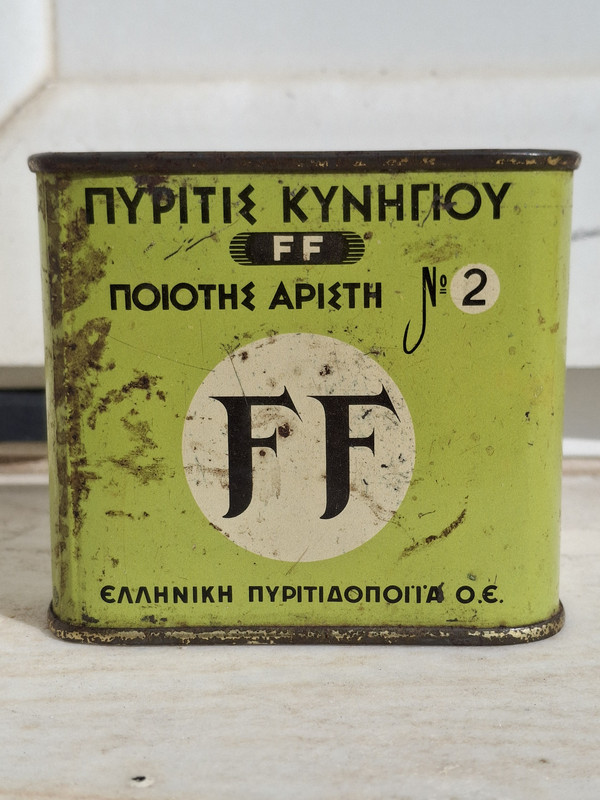 ΠΥΡΙΤΙΣ ΚΥΝΗΓΙΟΥ
FF
ΠΟΙΟΤΗΣ ΑΡΙΣΤΗ Nº 2
FF
ΕΛΛΗΝΙΚΗ ΠΥΡΙΤΙΔΟΠΟΙΪΑ Ο.Ε.